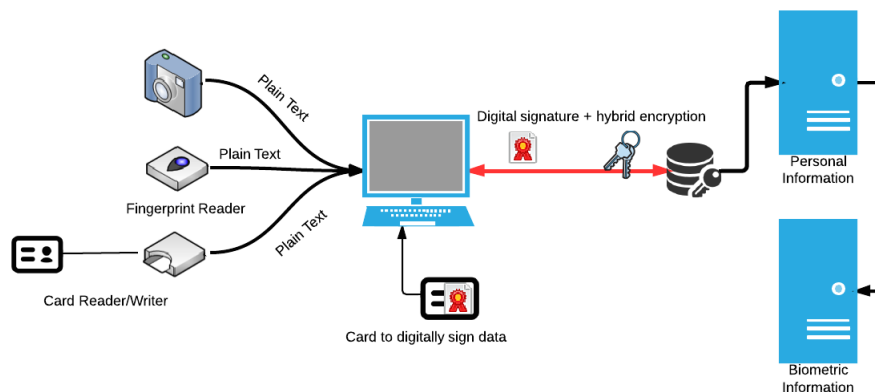 Plain Text
Plain Text
Fingerprint Reader
Plain Text
Card Reader/Writer
Digital signature + hybrid encryption
Card to digitally sign data
Personal
Information
Biometric
Information